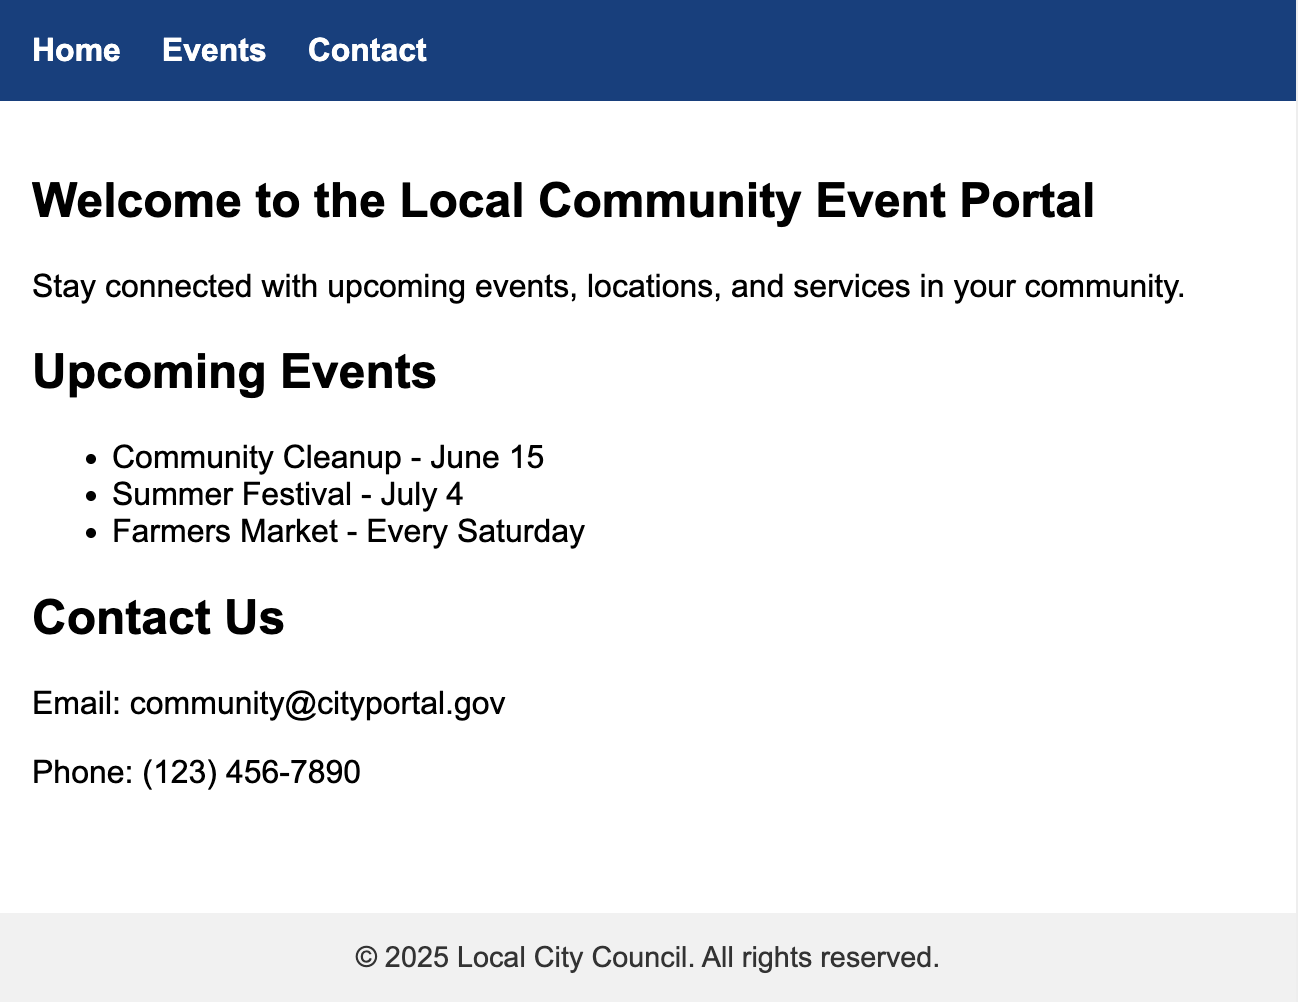 Home Events Contact
Welcome to the Local Community Event Portal
Stay connected with upcoming events, locations, and services in your community.
Upcoming Events
• Community Cleanup - June 15
• Summer Festival - July 4
• Farmers Market - Every Saturday
Contact Us
Email: community@cityportal.gov
Phone: (123) 456-7890
© 2025 Local City Council. All rights reserved.